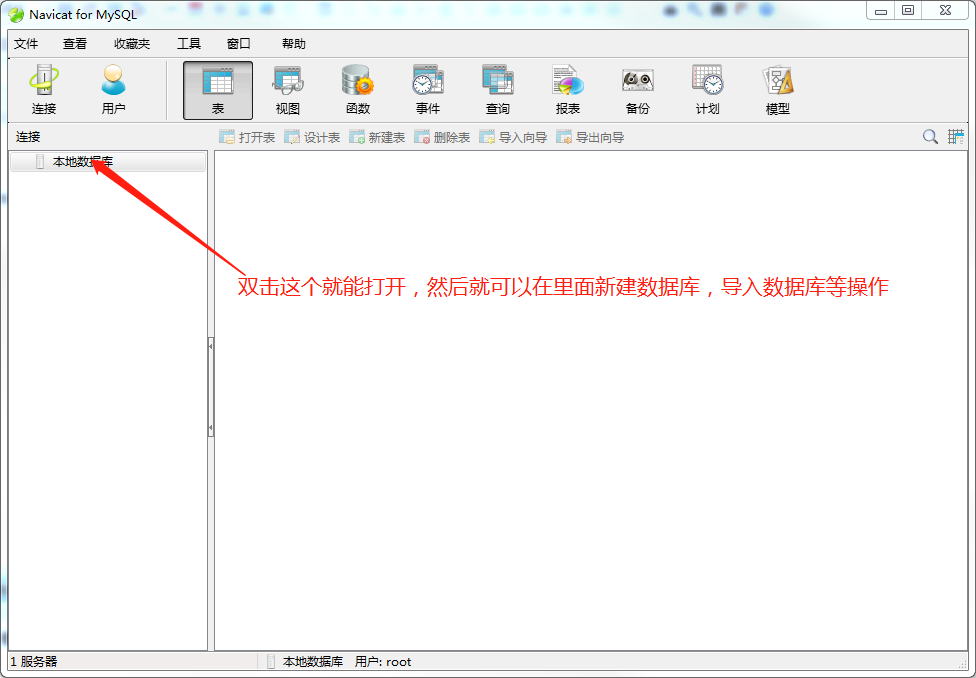 Navicat for MySQL
文件 查看 收藏夹 工具 窗口 帮助
连接 用户 表 视图 函数 事件 查询 报表 备份 计划 模型
连接 打开表 设计表 新建表 删除表 导入向导 导出向导
本地数据库
双击这个就能打开，然后就可以在里面新建数据库，导入数据库等操作
1 服务器 本地数据库 用户: root